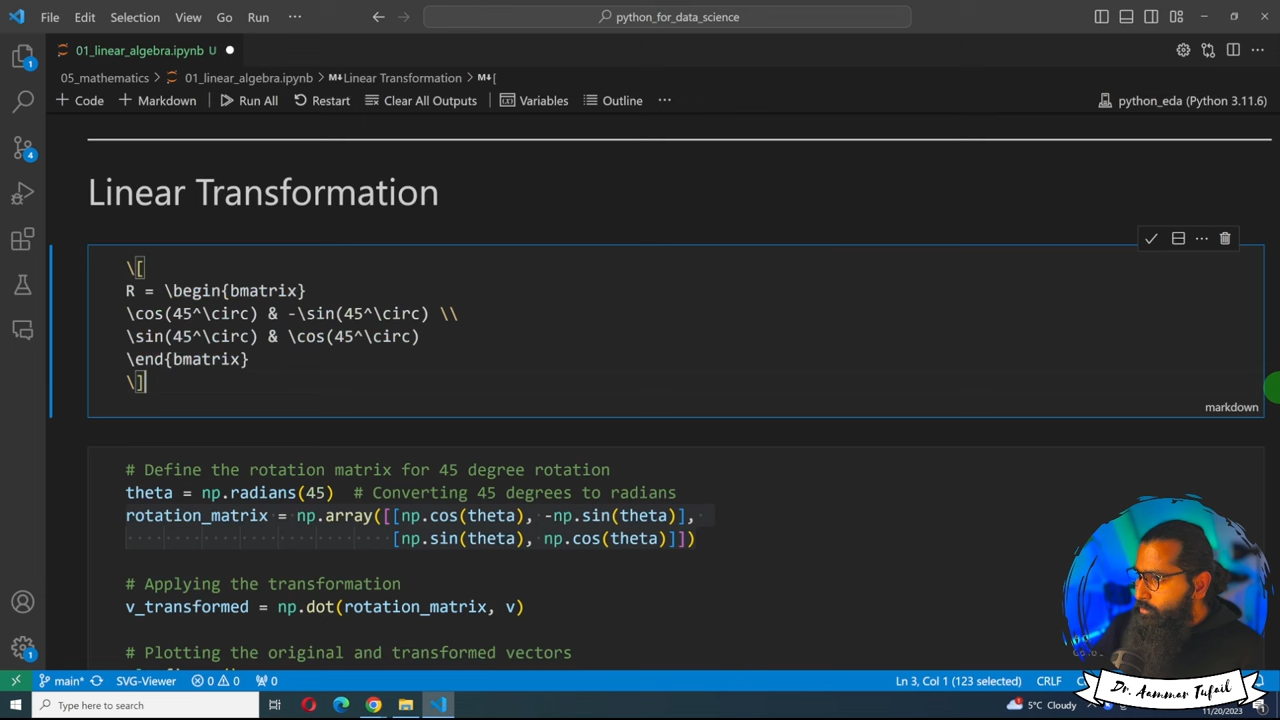 File Edit Selection View Go Run ··· python_for_data_science
01_linear_algebra.ipynb U
05_mathematics > 01_linear_algebra.ipynb > M↓Linear Transformation > M↓[
+ Code + Markdown | Run All Restart Clear All Outputs | Variables Outline ··· python_eda (Python 3.11.6)
1
4
Linear Transformation
\[
R = \begin{bmatrix}
\cos(45^\circ) & -\sin(45^\circ) \\
\sin(45^\circ) & \cos(45^\circ)
\end{bmatrix}
\]
markdown
# Define the rotation matrix for 45 degree rotation
theta = np.radians(45)  # Converting 45 degrees to radians
rotation_matrix = np.array([[np.cos(theta), -np.sin(theta)],
[np.sin(theta), np.cos(theta)]])
# Applying the transformation
v_transformed = np.dot(rotation_matrix, v)
# Plotting the original and transformed vectors
1
main* SVG-Viewer 0 0 0 Ln 3, Col 1 (123 selected) CRLF
Type here to search 5°C Cloudy
11/20/2023
Dr. Aammar Tufail